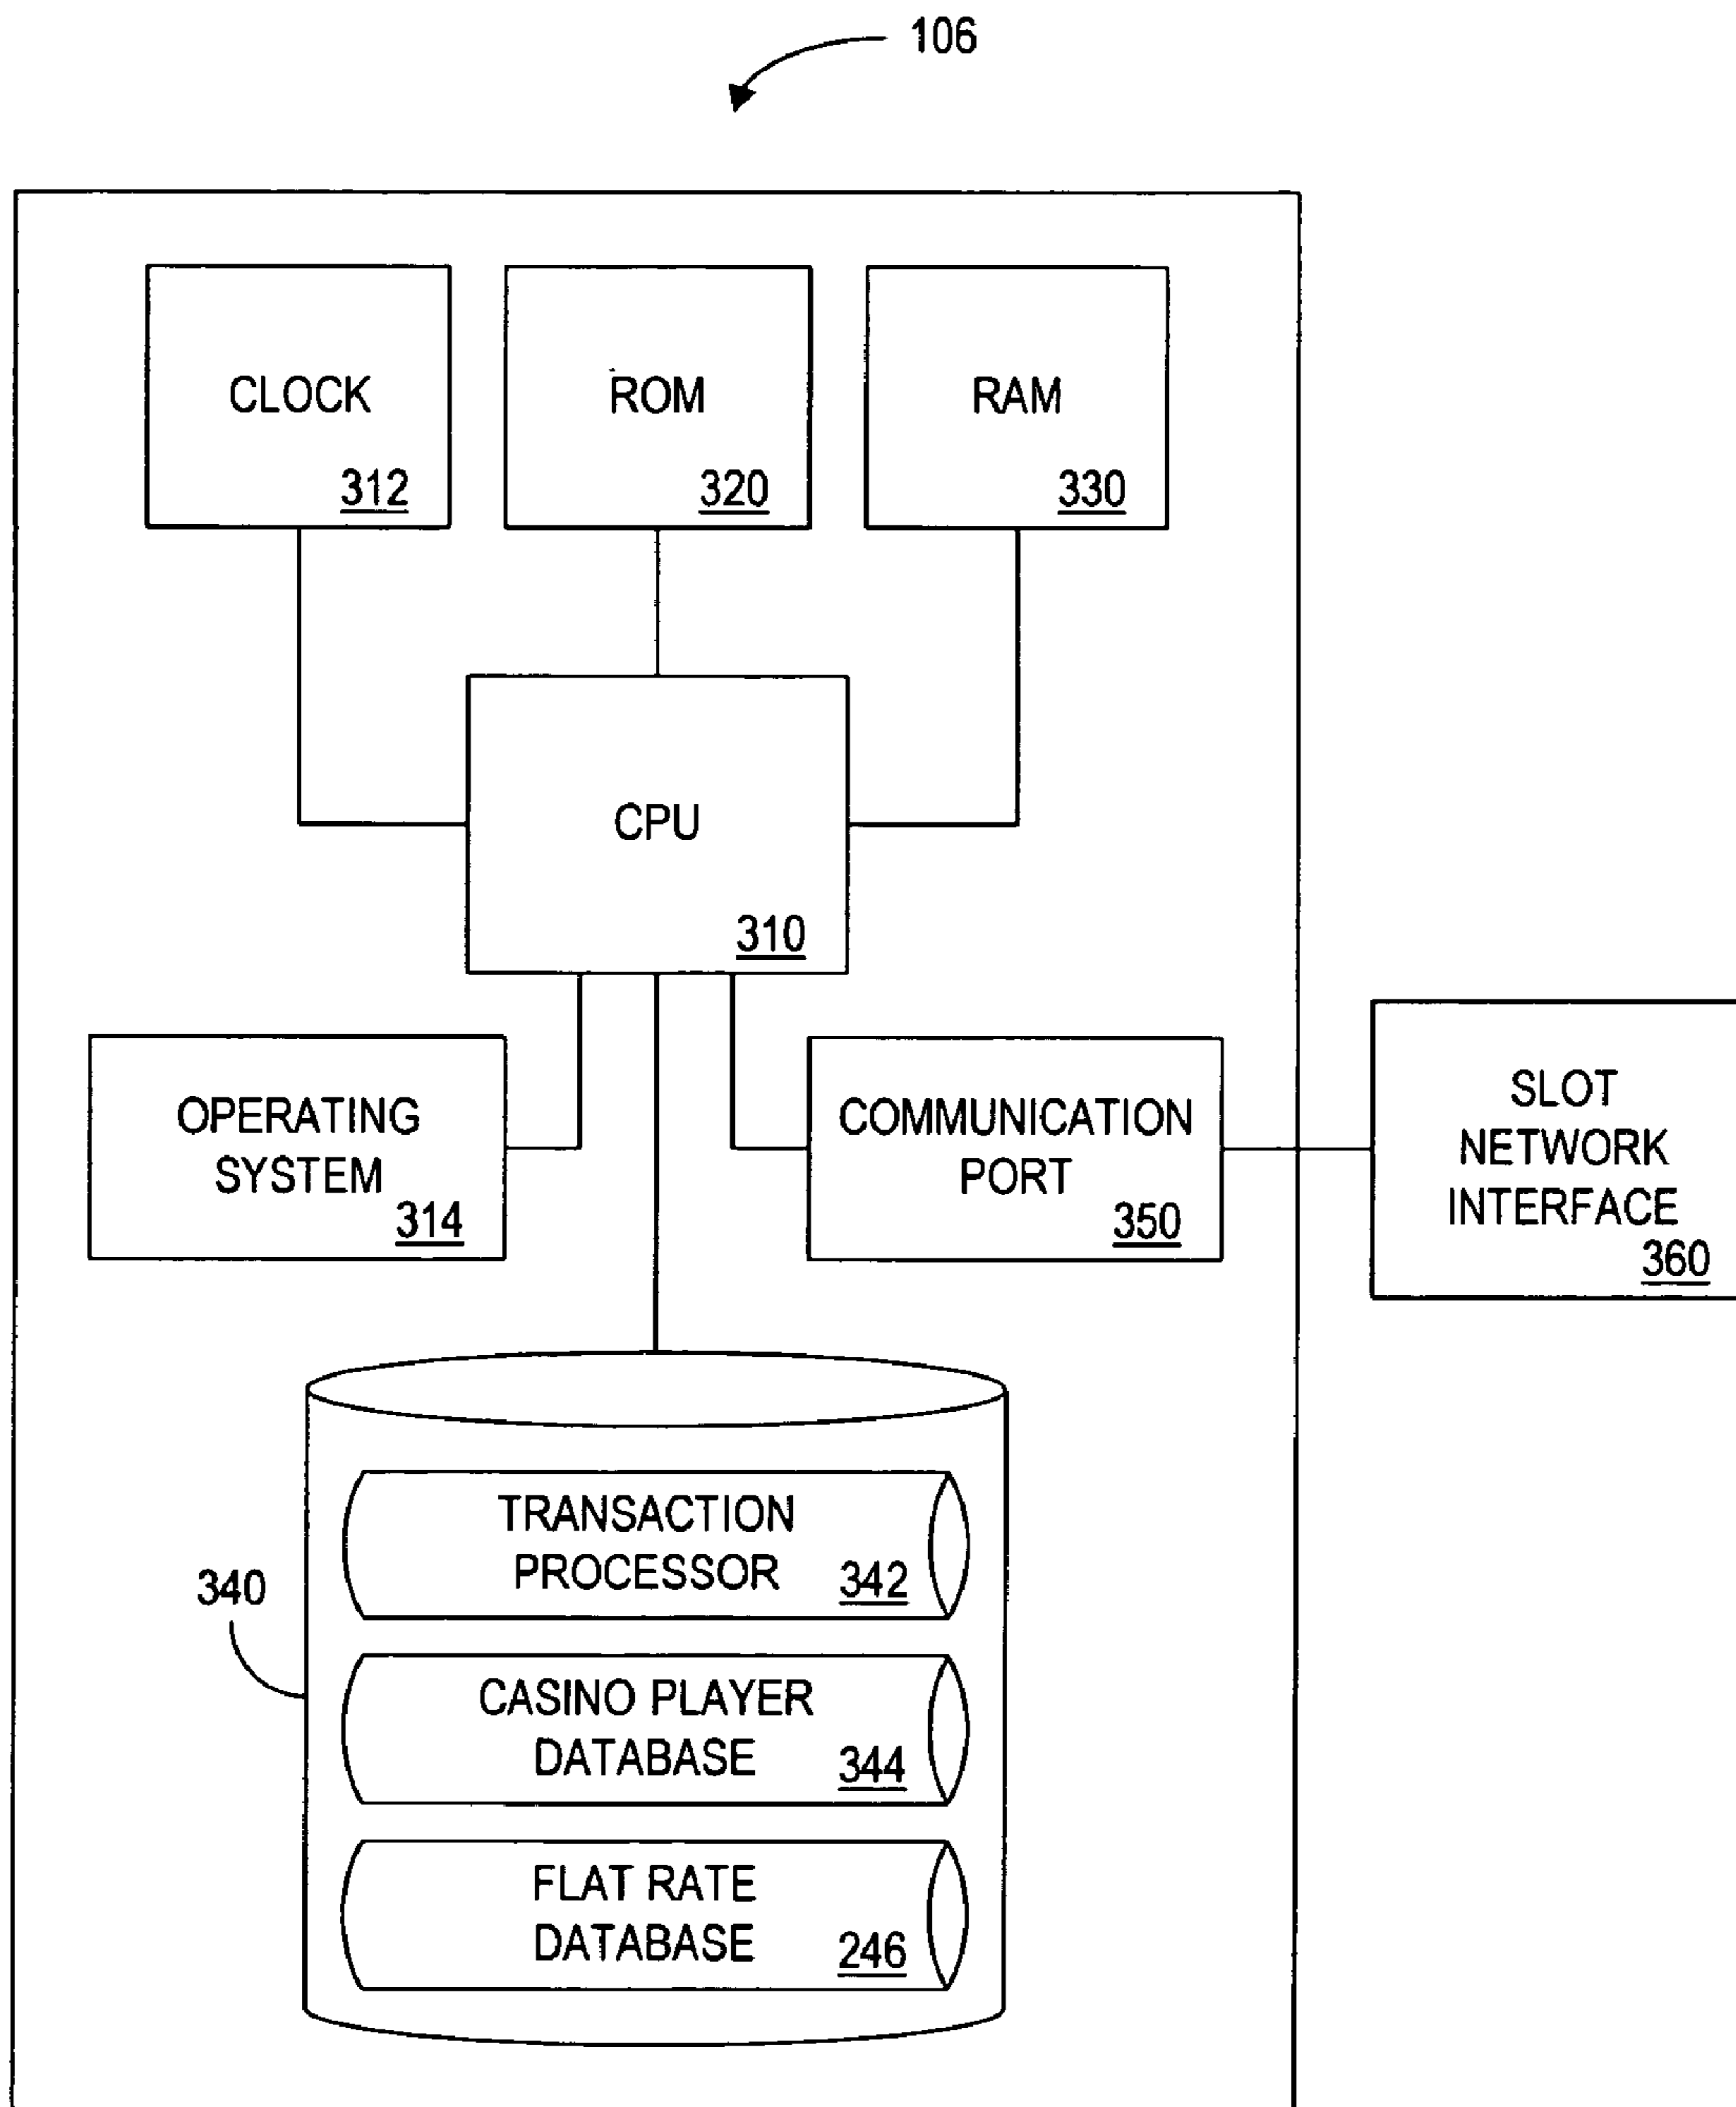 106
CLOCK
312
ROM
320
RAM
330
CPU
310
OPERATING
SYSTEM
314
COMMUNICATION
PORT
350
SLOT
NETWORK
INTERFACE
360
340
TRANSACTION
PROCESSOR
342
CASINO PLAYER
DATABASE
344
FLAT RATE
DATABASE
246